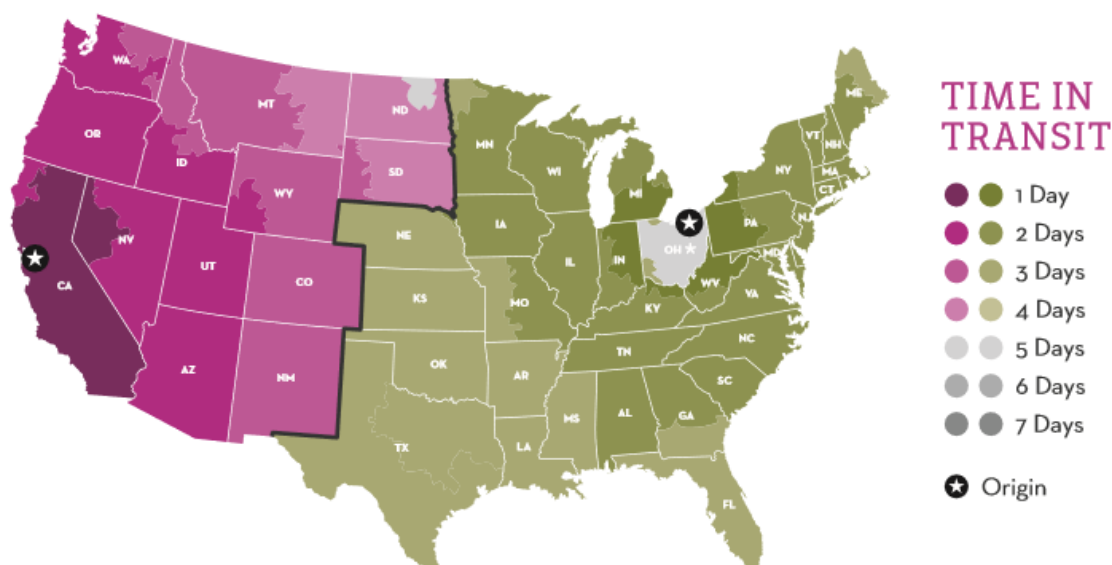 TIME IN
TRANSIT
1 Day
2 Days
3 Days
4 Days
5 Days
6 Days
7 Days
Origin
WA
MT
ND
MN
ME
OR
ID
SD
WI
MI
VT
NH
NY
MA
CT
WY
IA
PA
NJ
NV
NE
OH *
UT
IL
IN
MD
CA
CO
KS
MO
WV
VA
KY
AZ
NM
OK
TN
NC
AR
SC
MS
AL
GA
TX
LA
FL